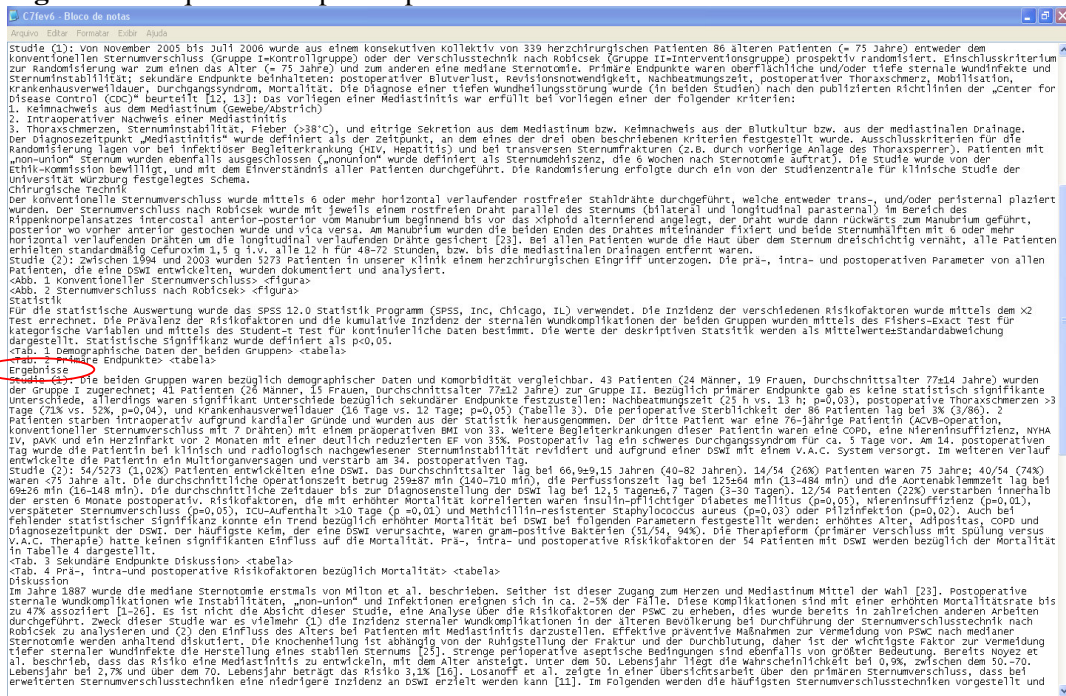 C7fev6 - Bloco de notas
Arquivo Editar Formatar Exibir Ajuda
Studie (1): Von November 2005 bis Juli 2006 wurde aus einem konsekutiven Kollektiv von 339 herzchirurgischen Patienten 86 älteren Patienten (= 75 Jahre) entweder dem
konventionellen Sternumverschluss (Gruppe I=Kontrollgruppe) oder der Verschlusstechnik nach Robicsek (Gruppe II=Interventionsgruppe) prospektiv randomisiert. Einschlusskriterium
zur Randomisierung war zum einen das Alter (= 75 Jahre) und zum anderen eine mediane Sternotomie. Primäre Endpunkte waren oberflächliche und/oder tiefe sternale Wundinfekte und
Sternuminstabilität; sekundäre Endpunkte beinhalteten: postoperativer Blutverlust, Revisionsnotwendigkeit, Nachbeatmungszeit, postoperativer Thoraxschmerz, Mobilisation,
Krankenhausverweildauer, Durchgangssyndrom, Mortalität. Die Diagnose einer tiefen Wundheilungsstörung wurde (in beiden Studien) nach den publizierten Richtlinien der „Center for
Disease Control (CDC)" beurteilt [12, 13]: Das Vorliegen einer Mediastinitis war erfüllt bei Vorliegen einer der folgender Kriterien:
1. Keimnachweis aus dem Mediastinum (Gewebe/Abstrich)
2. Intraoperativer Nachweis einer Mediastinitis
3. Thoraxschmerzen, Sternuminstabilität, Fieber (>38°C), und eitrige Sekretion aus dem Mediastinum bzw. Keimnachweis aus der Blutkultur bzw. aus der mediastinalen Drainage.
Der Diagnosezeitpunkt „Mediastinitis" wurde definiert als der Zeitpunkt, an dem eines der drei oben beschriebenen Kriterien festgestellt wurde. Ausschlusskriterien für die
Randomisierung lagen vor bei infektiöser Begleiterkrankung (HIV, Hepatitis) und bei transversen Sternumfrakturen (z.B. durch vorherige Anlage des Thoraxsperrer). Patienten mit
„non-union" Sternum wurden ebenfalls ausgeschlossen („nonunion" wurde definiert als Sternumdehiszenz, die 6 Wochen nach Sternotomie auftrat). Die Studie wurde von der
Ethik-Kommission bewilligt, und mit dem Einverständnis aller Patienten durchgeführt. Die Randomisierung erfolgte durch ein von der Studienzentrale für klinische Studie der
Universität Würzburg festgelegtes Schema.
Chirurgische Technik
Der konventionelle Sternumverschluss wurde mittels 6 oder mehr horizontal verlaufender rostfreier Stahldrähte durchgeführt, welche entweder trans-, und/oder peristernal plaziert
wurden. Der Sternumverschluss nach Robicsek wurde mit jeweils einem rostfreien Draht parallel des Sternums (bilateral und longitudinal parasternal) im Bereich des
Rippenknorpelansatzes intercostal anterior-posterior vom Manubrium beginnend bis vor das Xiphoid alternierend angelegt, der Draht wurde dann rückwärts zum Manubrium geführt,
posterior wo vorher anterior gestochen wurde und vica versa. Am Manubrium wurden die beiden Enden des Drahtes miteinander fixiert und beide Sternumhälften mit 6 oder mehr
horizontal verlaufenden Drähten um die longitudinal verlaufenden Drähte gesichert [23]. Bei allen Patienten wurde die Haut über dem Sternum dreischichtig vernäht, alle Patienten
erhielten standardmäßig Cefuroxim 1,5 g i.v. alle 12 h für 48-72 Stunden, bzw. bis die mediastinalen Drainagen entfernt waren.
Studie (2): Zwischen 1994 und 2003 wurden 5273 Patienten in unserer Klinik einem herzchirurgischen Eingriff unterzogen. Die prä-, intra- und postoperativen Parameter von allen
Patienten, die eine DSWI entwickelten, wurden dokumentiert and analysiert.
<Abb. 1 Konventioneller Sternumverschluss> <figura>
<Abb. 2 Sternumverschluss nach Robicsek> <figura>
Statistik
Für die statistische Auswertung wurde das SPSS 12.0 Statistik Programm (SPSS, Inc, Chicago, IL) verwendet. Die Inzidenz der verschiedenen Risikofaktoren wurde mittels dem X2
Test errechnet. Die Prävalenz der Risikofaktoren und die kumulative Inzidenz der sternalen Wundkomplikationen der beiden Gruppen wurden mittels des Fishers-Exact Test für
kategorische Variablen und mittels des Student-t Test für kontinuierliche Daten bestimmt. Die Werte der deskriptiven Statsitik werden als Mittelwerte±Standardabweichung
dargestellt. Statistische Signifikanz wurde definiert als p<0,05.
<Tab. 1 Demographische Daten der beiden Gruppen> <tabela>
<Tab. 2 Primäre Endpunkte> <tabela>
Ergebnisse
Studie (1): Die beiden Gruppen waren bezüglich demographischer Daten und Komorbidität vergleichbar. 43 Patienten (24 Männer, 19 Frauen, Durchschnittsalter 77±14 Jahre) wurden
der Gruppe I zugerechnet; 41 Patienten (26 Männer, 15 Frauen, Durchschnittsalter 77±12 Jahre) zur Gruppe II. Bezüglich primärer Endpunkte gab es keine statistisch signifikante
Unterschiede, allerdings waren signifikant Unterschiede bezüglich sekundärer Endpunkte festzustellen: Nachbeatmungszeit (25 h vs. 13 h; p=0,03), postoperative Thoraxschmerzen >3
Tage (71% vs. 52%, p=0,04), und Krankenhausverweildauer (16 Tage vs. 12 Tage; p=0,05) (Tabelle 3). Die perioperative Sterblichkeit der 86 Patienten lag bei 3% (3/86). 2
Patienten starben intraoperativ aufgrund kardialer Gründe und wurden aus der Statistik herausgenommen. Der dritte Patient war eine 76-jährige Patientin (ACVB-Operation,
konventioneller Sternumverschluss mit 7 Drähten) mit einem präoperativen BMI von 33. Weitere Begleiterkrankungen dieser Patientin waren eine COPD, eine Niereninsuffizienz, NYHA
IV, pAVK und ein Herzinfarkt vor 2 Monaten mit einer deutlich reduzierten EF von 35%. Postoperativ lag ein schweres Durchgangssyndrom für ca. 5 Tage vor. Am 14. postoperativen
Tag wurde die Patientin bei klinisch und radiologisch nachgewiesener Sternuminstabilität revidiert und aufgrund einer DSWI mit einem V.A.C. System versorgt. Im weiteren Verlauf
entwickelte die Patientin ein Multiorganversagen und verstarb am 34. postoperativen Tag.
Studie (2): 54/5273 (1,02%) Patienten entwickelten eine DSWI. Das Durchschnittsalter lag bei 66,9±9,15 Jahren (40-82 Jahren). 14/54 (26%) Patienten waren 75 Jahre; 40/54 (74%)
waren <75 Jahre alt. Die durchschnittliche Operationszeit betrug 259±87 min (140-710 min), die Perfussionszeit lag bei 125±64 min (13-484 min) und die Aortenabklemmzeit lag bei
69±26 min (16-148 min). Die durchschnittliche Zeitdauer bis zur Diagnosenstellung der DSWI lag bei 12,5 Tagen±6,7 Tagen (3-30 Tagen). 12/54 Patienten (22%) verstarben innerhalb
der ersten 6 Monate postoperativ. Risikofaktoren, die mit erhöhter Mortalität korrelierten waren insulin-pflichtiger Diabetes mellitus (p=0,05), Niereninsuffizienz (p=0,01),
verspäteter Sternumverschluss (p=0,05), ICU-Aufenthalt >10 Tage (p =0,01) und Methicillin-resistenter Staphylococcus aureus (p=0,03) oder Pilzinfektion (p=0,02). Auch bei
fehlender statistischer Signifikanz konnte ein Trend bezüglich erhöhter Mortalität bei DSWI bei folgenden Parametern festgestellt werden: erhöhtes Alter, Adipositas, COPD und
Diagnosezeitpunkt der DSWI. Der häufigste Keim, der eine DSWI verursachte, waren gram-positive Bakterien (51/54, 94%). Die Therapieform (primärer Verschluss mit Spülung versus
V.A.C. Therapie) hatte keinen signifikanten Einfluss auf die Mortalität. Prä-, intra- und postoperative Riskikofaktoren der 54 Patienten mit DSWI werden bezüglich der Mortalität
in Tabelle 4 dargestellt.
<Tab. 3 Sekundäre Endpunkte Diskussion> <tabela>
<Tab. 4 Prä-, intra-und postoperative Risikofaktoren bezüglich Mortalität> <tabela>
Diskussion
Im Jahre 1887 wurde die mediane Sternotomie erstmals von Milton et al. beschrieben. Seither ist dieser Zugang zum Herzen und Mediastinum Mittel der Wahl [23]. Postoperative
sternale Wundkomplikationen wie Instabilitäten, „non-union" und Infektionen ereignen sich in ca. 2-5% der Fälle. Diese Komplikationen sind mit einer erhöhten Mortalitätsrate bis
zu 47% assoziiert [1-26]. Es ist nicht die Absicht dieser Studie, eine Analyse über die Risikofaktoren der PSWC zu erheben, dies wurde bereits in zahlreichen anderen Arbeiten
durchgeführt. Zweck dieser Studie war es vielmehr (1) die Inzidenz sternaler Wundkomplikationen in der älteren Bevölkerung bei Durchführung der Sternumverschlusstechnik nach
Robicsek zu analysieren und (2) den Einfluss des Alters bei Patienten mit Mediastinitis darzustellen. Effektive präventive Maßnahmen zur Vermeidung von PSWC nach medianer
Sternotomie werden anhaltend diskutiert. Die Knochenheilung ist abhängig von der Ruhigstellung der Fraktur und der Durchblutung, daher ist der wichtigste Faktor zur Vermeidung
tiefer sternaler Wundinfekte die Herstellung eines stabilen Sternums [25]. Strenge perioperative aseptische Bedingungen sind ebenfalls von größter Bedeutung. Bereits Noyez et
al. beschrieb, dass das Risiko eine Mediastinitis zu entwickeln, mit dem Alter ansteigt. Unter dem 50. Lebensjahr liegt die Wahrscheinlichkeit bei 0,9%, zwischen dem 50.-70.
Lebensjahr bei 2,7% und über dem 70. Lebensjahr beträgt das Risiko 3,1% [16]. Losanoff et al. zeigte in einer Übersichtsarbeit über den primären Sternumverschluss, dass bei
erweiterten Sternumverschlusstechniken eine niedrigere Inzidenz an DSWI erzielt werden kann [11]. Im Folgenden werden die häufigsten Sternumverschlusstechniken vorgestellt und